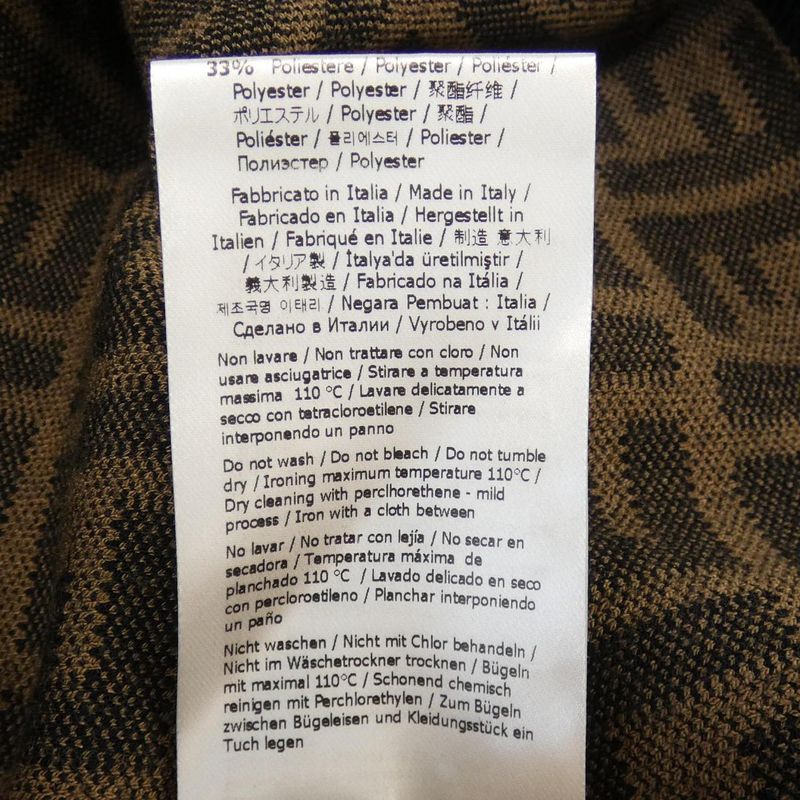 33% Poliestere / Polyester / Poliéster /
Polyester / Polyester / 聚酯纤维 /
ポリエステル / Polyester / 聚酯 /
Poliéster / 폴리에스터 / Poliester /
Полиэстер / Polyester
Fabbricato in Italia / Made in Italy /
Fabricado en Italia / Hergestellt in
Italien / Fabriqué en Italie / 制造 意大利
/ イタリア製 / İtalya'da üretilmiştir /
義大利製造 / Fabricado na Itália /
제조국명 이태리 / Negara Pembuat : Italia /
Сделано в Италии / Vyrobeno v Itálii
Non lavare / Non trattare con cloro / Non
usare asciugatrice / Stirare a temperatura
massima 110 °C / Lavare delicatamente a
secco con tetracloroetilene / Stirare
interponendo un panno
Do not wash / Do not bleach / Do not tumble
dry / Ironing maximum temperature 110°C /
Dry cleaning with perclhorethene - mild
process / Iron with a cloth between
No lavar / No tratar con lejía / No secar en
secadora / Temperatura máxima de
planchado 110 °C / Lavado delicado en seco
con percloroetileno / Planchar interponiendo
un paño
Nicht waschen / Nicht mit Chlor behandeln /
Nicht im Wäschetrockner trocknen / Bügeln
mit maximal 110°C / Schonend chemisch
reinigen mit Perchlorethylen / Zum Bügeln
zwischen Bügeleisen und Kleidungsstück ein
Tuch legen